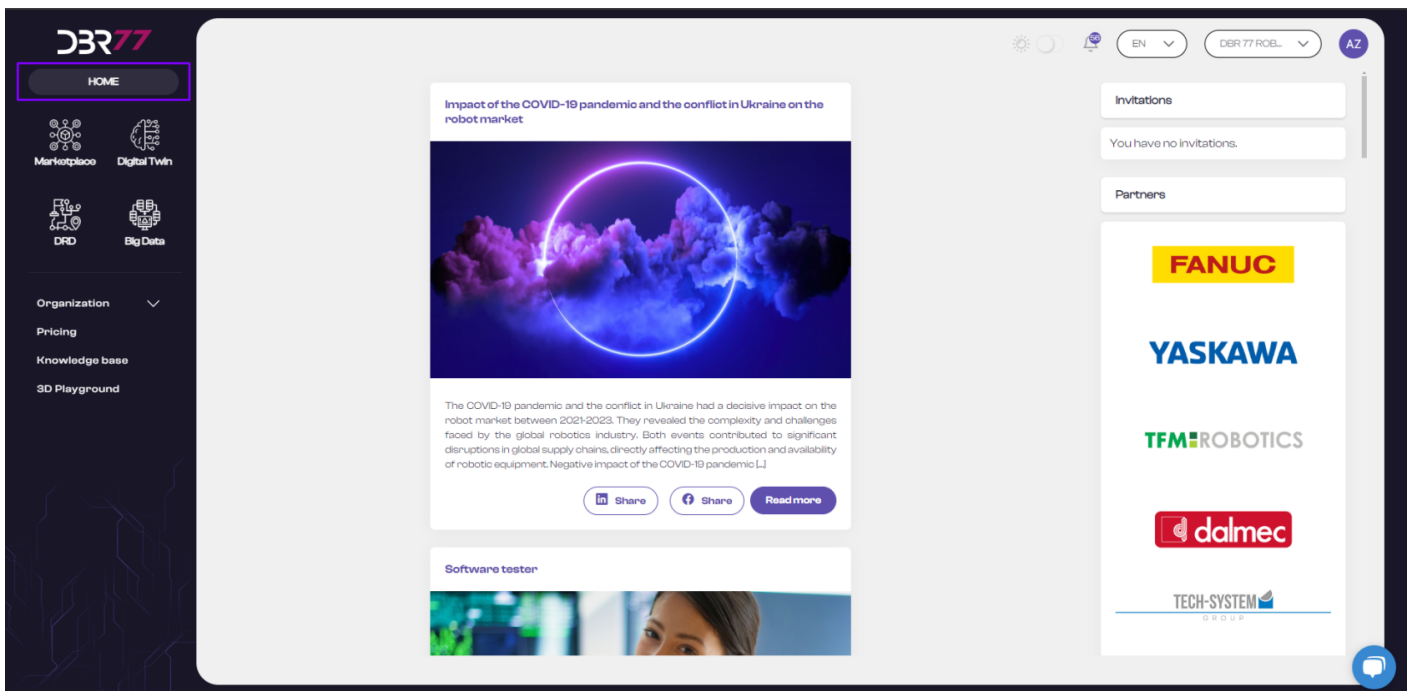 DBR77
HOME
Marketplace
Digital Twin
DRD
Big Data
Organization
Pricing
Knowledge base
3D Playground
56
EN
DBR 77 ROB...
AZ
Impact of the COVID-19 pandemic and the conflict in Ukraine on the
robot market
The COVID-19 pandemic and the conflict in Ukraine had a decisive impact on the
robot market between 2021-2023. They revealed the complexity and challenges
faced by the global robotics industry. Both events contributed to significant
disruptions in global supply chains, directly affecting the production and availability
of robotic equipment. Negative impact of the COVID-19 pandemic [...]
Share
Share
Read more
Software tester
Invitations
You have no invitations.
Partners
FANUC
YASKAWA
TFM ROBOTICS
dalmec
TECH-SYSTEM
GROUP